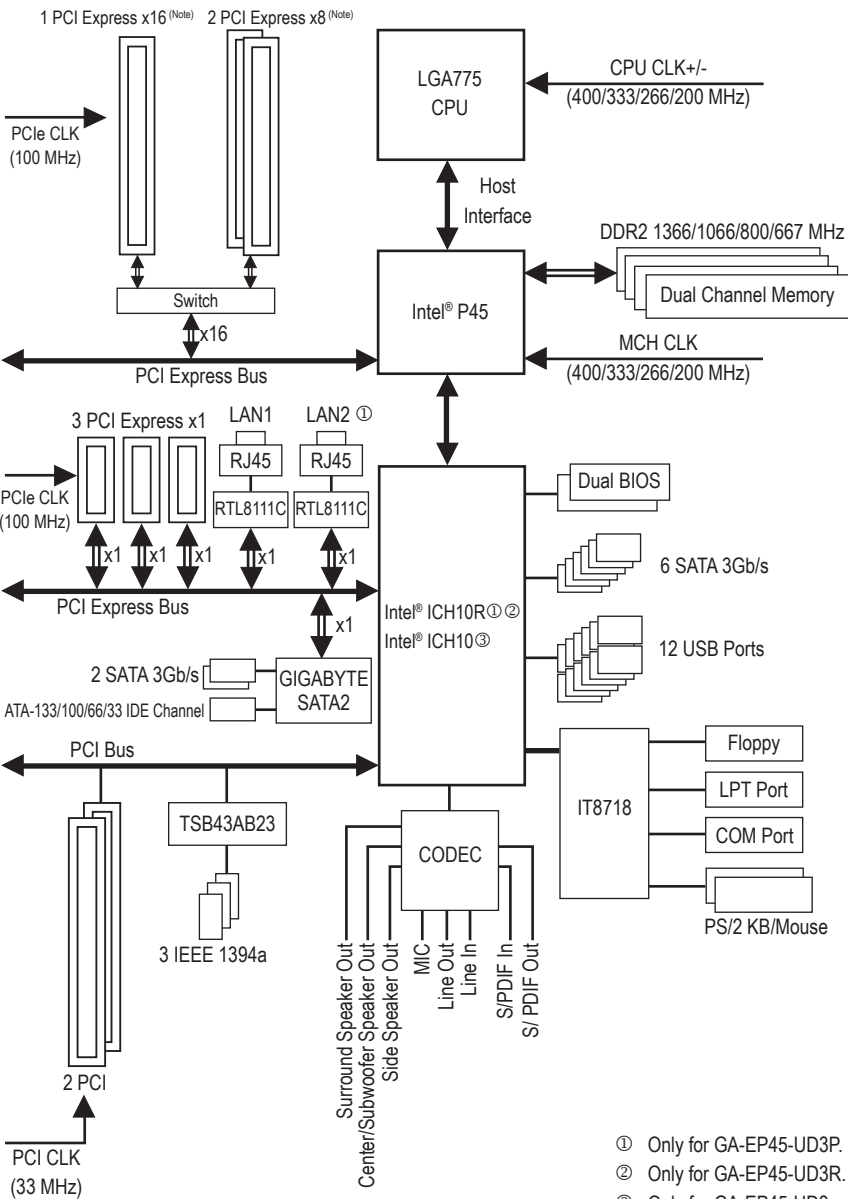 1 PCI Express x16 (Note)
2 PCI Express x8 (Note)
LGA775
CPU
CPU CLK+/-
(400/333/266/200 MHz)
PCIe CLK
(100 MHz)
Host
Interface
DDR2 1366/1066/800/667 MHz
Dual Channel Memory
Switch
Intel® P45
x16
MCH CLK
(400/333/266/200 MHz)
PCI Express Bus
3 PCI Express x1
LAN1
LAN2 ①
RJ45
RJ45
PCIe CLK
(100 MHz)
RTL8111C
RTL8111C
Dual BIOS
x1
x1
x1
x1
x1
6 SATA 3Gb/s
PCI Express Bus
Intel® ICH10R①②
Intel® ICH10③
x1
12 USB Ports
2 SATA 3Gb/s
GIGABYTE
SATA2
ATA-133/100/66/33 IDE Channel
PCI Bus
Floppy
TSB43AB23
IT8718
LPT Port
CODEC
COM Port
PS/2 KB/Mouse
3 IEEE 1394a
Surround Speaker Out
Center/Subwoofer Speaker Out
Side Speaker Out
MIC
Line Out
Line In
S/PDIF In
S/ PDIF Out
2 PCI
PCI CLK
(33 MHz)
① Only for GA-EP45-UD3P.
② Only for GA-EP45-UD3R.